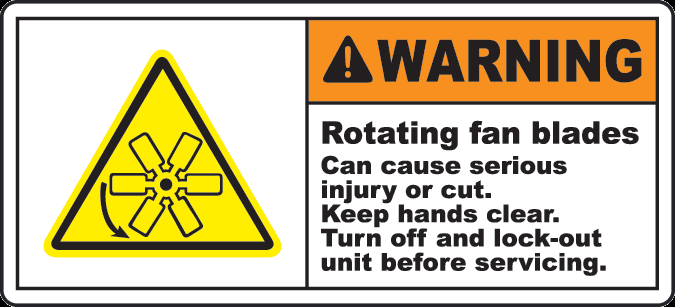 WARNING
Rotating fan blades
Can cause serious
injury or cut.
Keep hands clear.
Turn off and lock-out
unit before servicing.